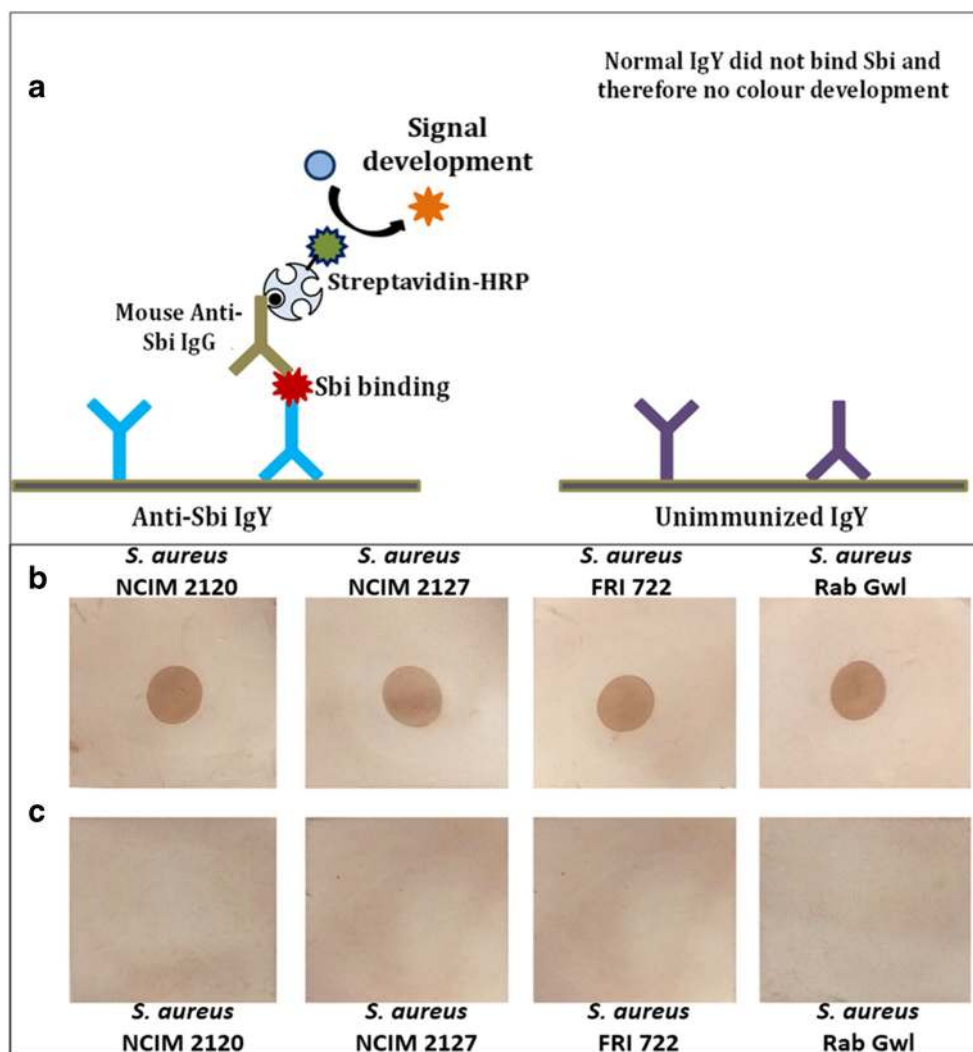 a
Normal IgY did not bind Sbi and
therefore no colour development
Signal
development
Streptavidin-HRP
Mouse Anti-
Sbi IgG
Sbi binding
Anti-Sbi IgY
Unimmunized IgY
b
S. aureus
NCIM 2120
S. aureus
NCIM 2127
S. aureus
FRI 722
S. aureus
Rab Gwl
c
S. aureus
NCIM 2120
S. aureus
NCIM 2127
S. aureus
FRI 722
S. aureus
Rab Gwl